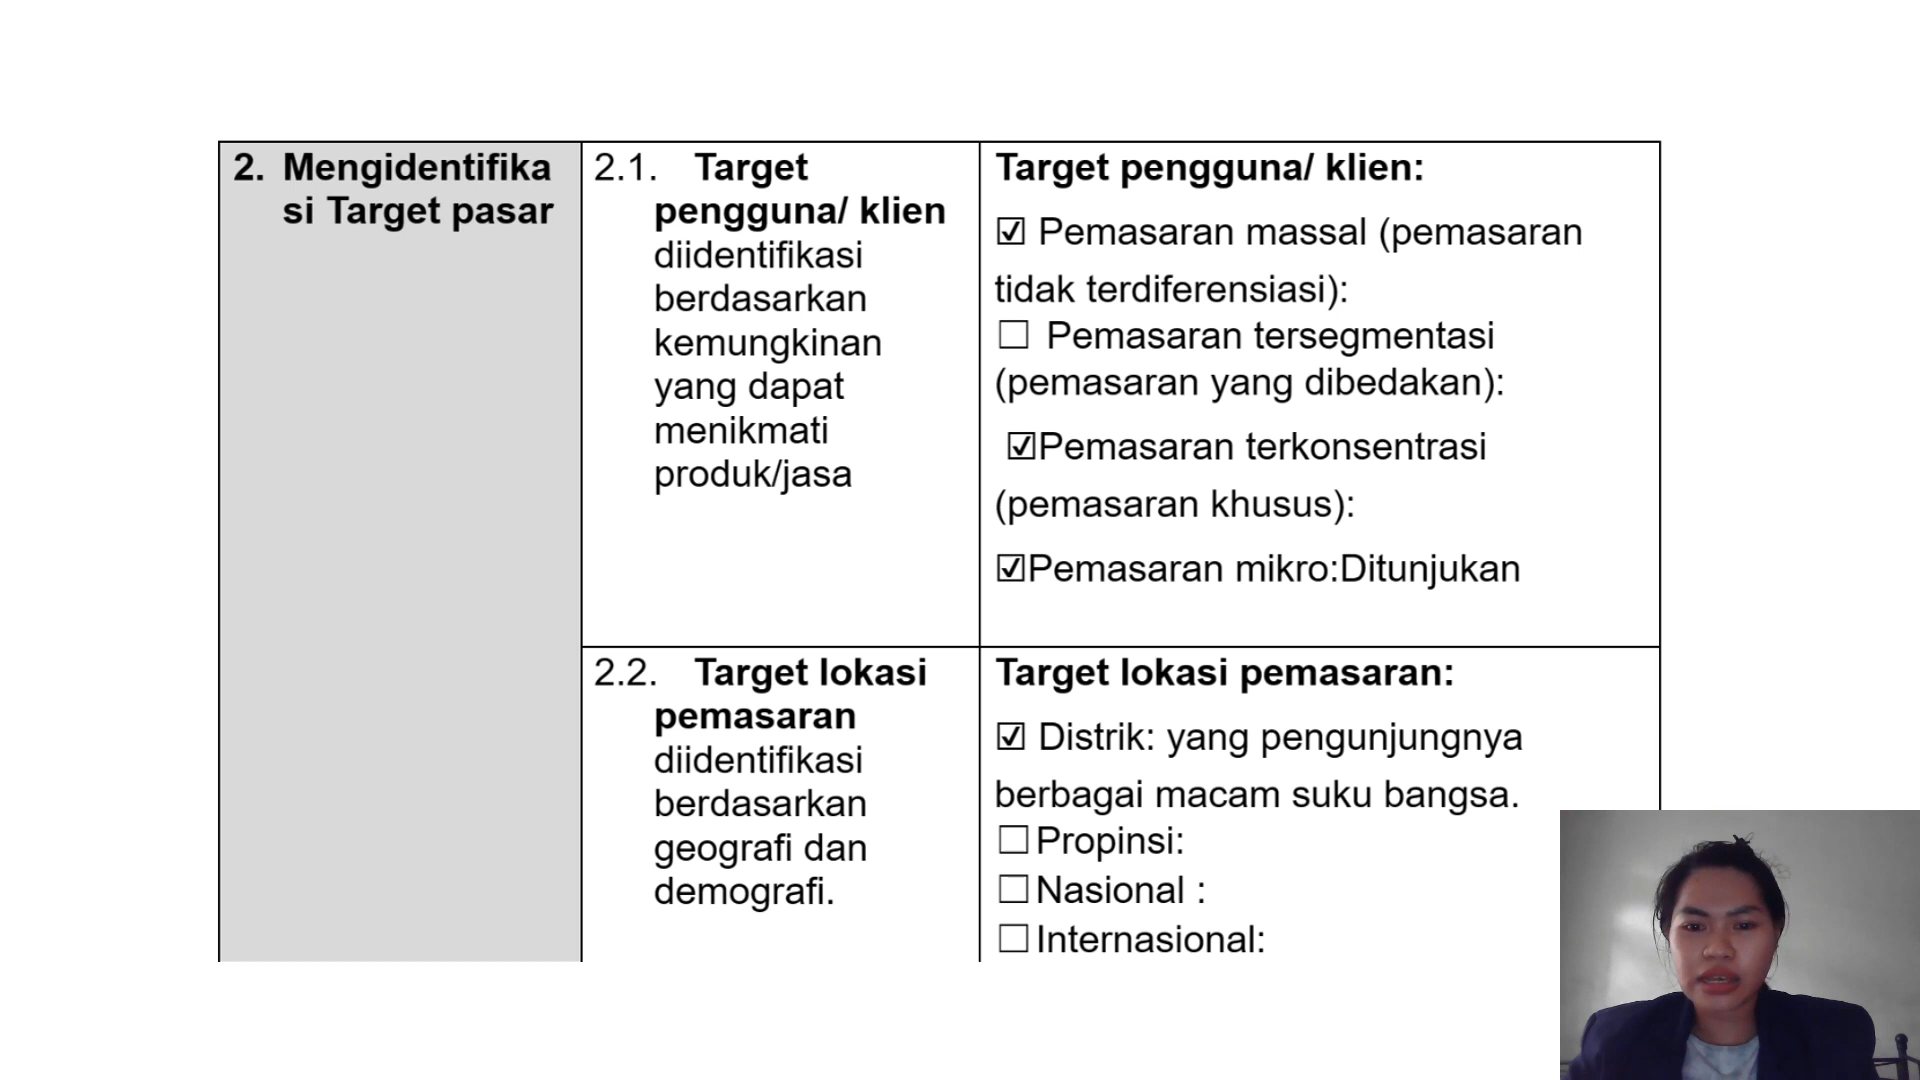 2. Mengidentifika
si Target pasar
2.1. Target
pengguna/ klien
diidentifikasi
berdasarkan
kemungkinan
yang dapat
menikmati
produk/jasa
Target pengguna/ klien:
☑ Pemasaran massal (pemasaran
tidak terdiferensiasi):
☐ Pemasaran tersegmentasi
(pemasaran yang dibedakan):
☑Pemasaran terkonsentrasi
(pemasaran khusus):
☑Pemasaran mikro:Ditunjukan
2.2. Target lokasi
pemasaran
diidentifikasi
berdasarkan
geografi dan
demografi.
Target lokasi pemasaran:
☑ Distrik: yang pengunjungnya
berbagai macam suku bangsa.
☐Propinsi:
☐Nasional :
☐Internasional: